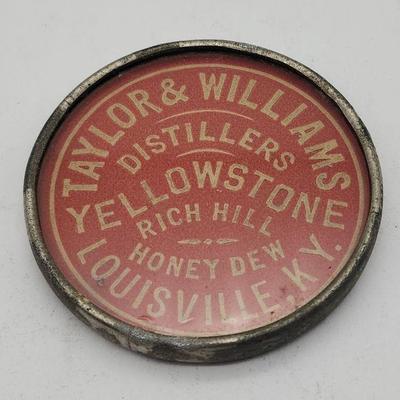 TAYLOR & WILLIAMS
DISTILLERS
YELLOWSTONE
RICH HILL
HONEY DEW
LOUISVILLE, KY.